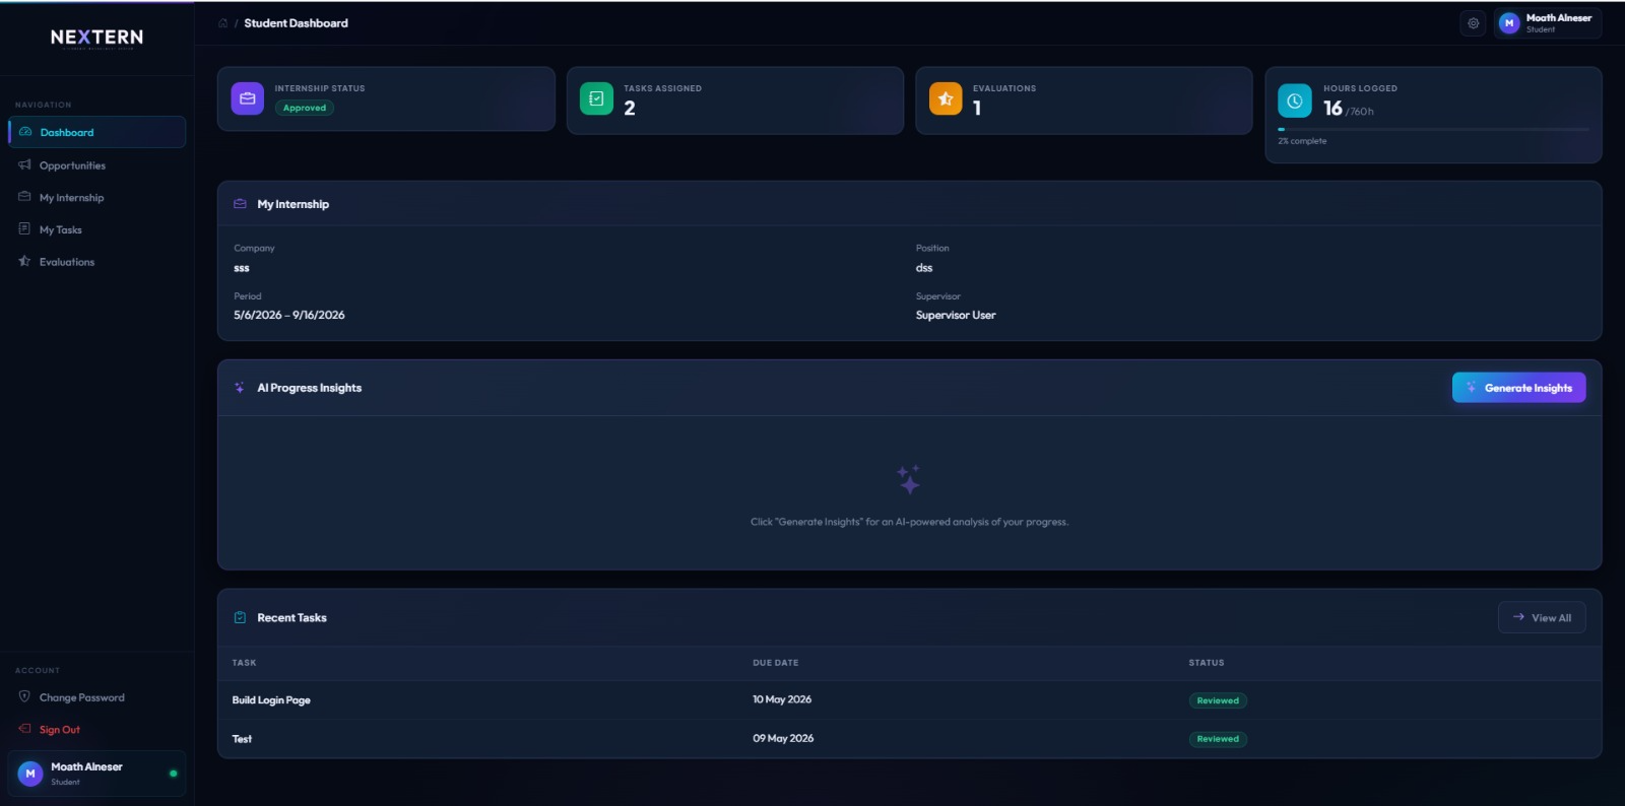 NEXTERN
/ Student Dashboard
M
Moath Alneser
Student
NAVIGATION
Dashboard
Opportunities
My Internship
My Tasks
Evaluations
INTERNSHIP STATUS
Approved
TASKS ASSIGNED
2
EVALUATIONS
1
HOURS LOGGED
16 /760h
2% complete
My Internship
Company
sss
Position
dss
Period
5/6/2026 – 9/16/2026
Supervisor
Supervisor User
AI Progress Insights
Generate Insights
Click "Generate Insights" for an AI-powered analysis of your progress.
Recent Tasks
View All
TASK DUE DATE STATUS
Build Login Page 10 May 2026 Reviewed
Test 09 May 2026 Reviewed
ACCOUNT
Change Password
Sign Out
M
Moath Alneser
Student